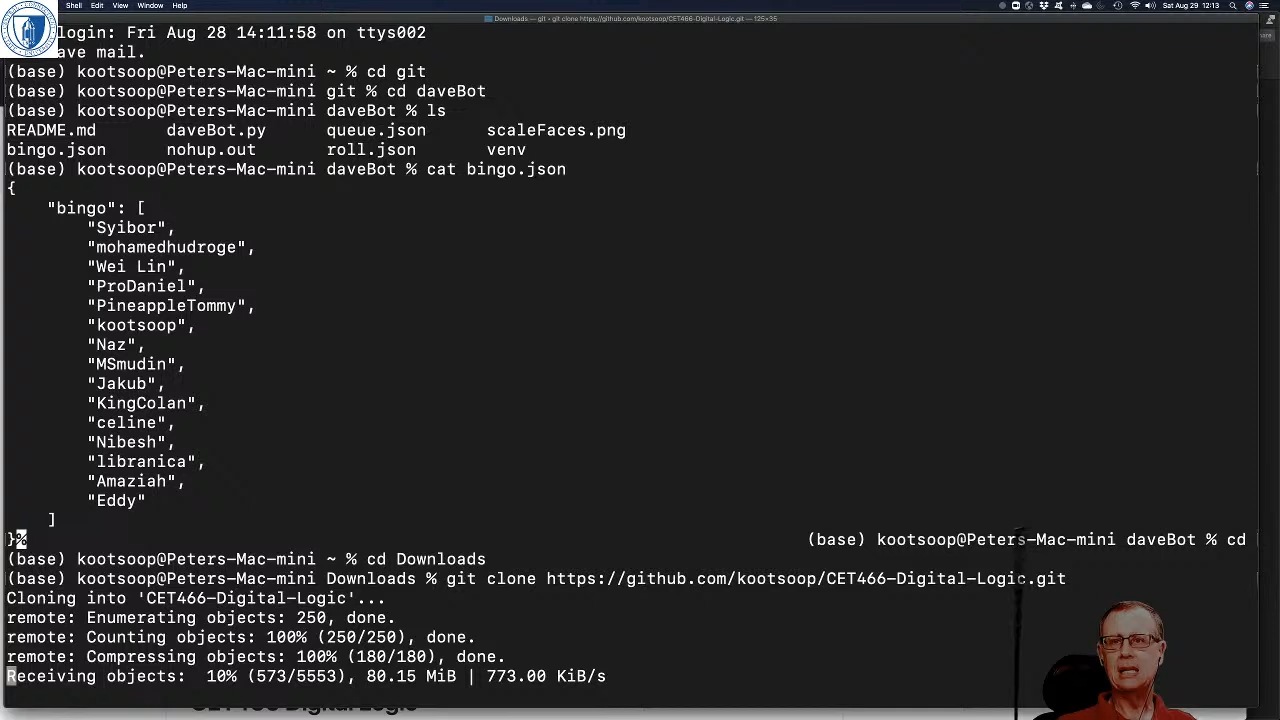 Shell Edit View Window Help Sat Aug 29 12:13
Downloads — git • git clone https://github.com/kootsoop/CET466-Digital-Logic.git — 125×35
login: Fri Aug 28 14:11:58 on ttys002
ave mail.
(base) kootsoop@Peters-Mac-mini ~ % cd git
(base) kootsoop@Peters-Mac-mini git % cd daveBot
(base) kootsoop@Peters-Mac-mini daveBot % ls
README.md daveBot.py queue.json scaleFaces.png
bingo.json nohup.out roll.json venv
(base) kootsoop@Peters-Mac-mini daveBot % cat bingo.json
{
"bingo": [
"Syibor",
"mohamedhudroge",
"Wei Lin",
"ProDaniel",
"PineappleTommy",
"kootsoop",
"Naz",
"MSmudin",
"Jakub",
"KingColan",
"celine",
"Nibesh",
"libranica",
"Amaziah",
"Eddy"
]
}% (base) kootsoop@Peters-Mac-mini daveBot % cd
(base) kootsoop@Peters-Mac-mini ~ % cd Downloads
(base) kootsoop@Peters-Mac-mini Downloads % git clone https://github.com/kootsoop/CET466-Digital-Logic.git
Cloning into 'CET466-Digital-Logic'...
remote: Enumerating objects: 250, done.
remote: Counting objects: 100% (250/250), done.
remote: Compressing objects: 100% (180/180), done.
Receiving objects: 10% (573/5553), 80.15 MiB | 773.00 KiB/s
CET466 Digital Logic